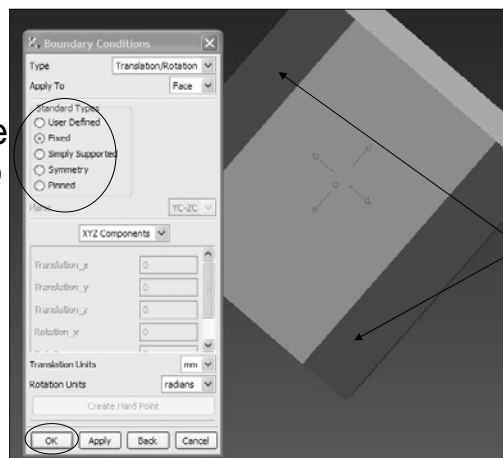 Boundary Conditions
Type Translation/Rotation
Apply To Face
Standard Types
User Defined
Fixed
Simply Supported
Symmetry
Pinned
Plane YC-ZC
XYZ Components
Translation_x 0
Translation_y 0
Translation_z 0
Rotation_x 0
Translation Units mm
Rotation Units radians
Create Hard Point
OK Apply Back Cancel